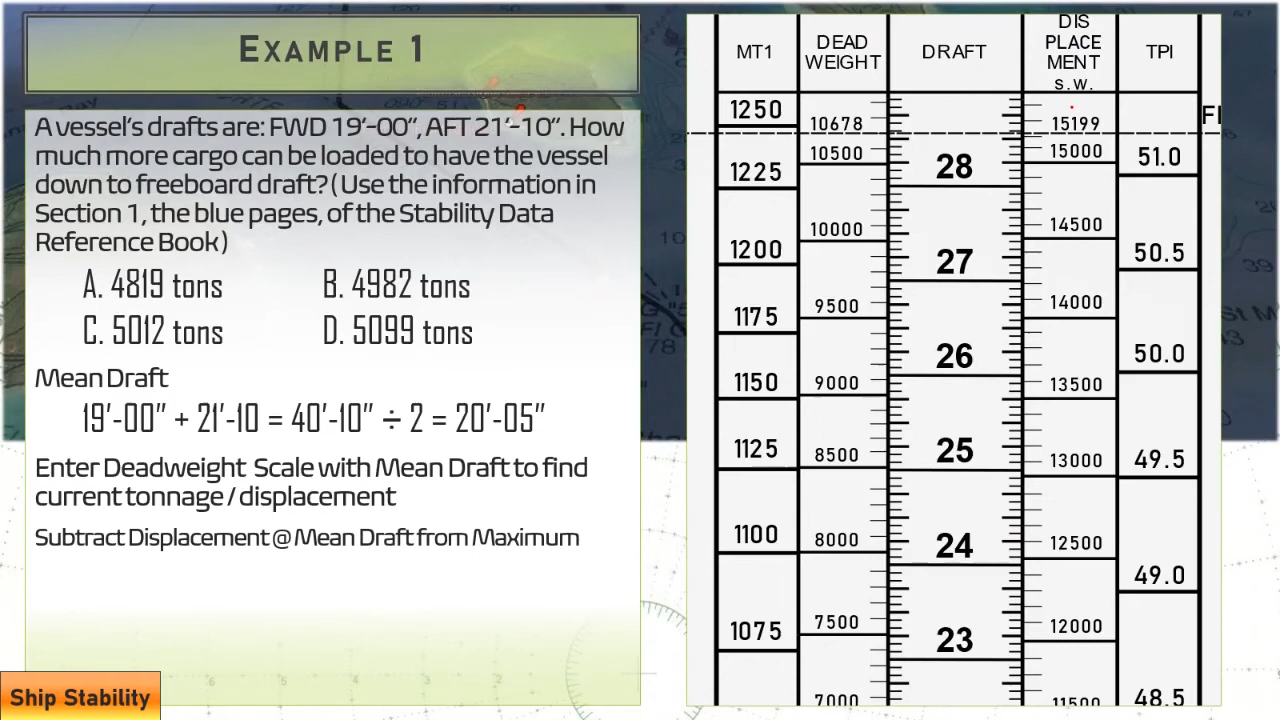 EXAMPLE 1
A vessel's drafts are: FWD 19'-00”, AFT 21'-10”. How
much more cargo can be loaded to have the vessel
down to freeboard draft? ( Use the information in
Section 1, the blue pages, of the Stability Data
Reference Book )
A. 4819 tons B. 4982 tons
C. 5012 tons D. 5099 tons
Mean Draft
19'-00” + 21'-10 = 40'-10” ÷ 2 = 20'-05”
Enter Deadweight Scale with Mean Draft to find
current tonnage / displacement
Subtract Displacement @ Mean Draft from Maximum
Ship Stability
MT1
1250
1225
1200
1175
1150
1125
1100
1075
DEAD
WEIGHT
10678
10500
10000
9500
9000
8500
8000
7500
7000
DRAFT
28
27
26
25
24
23
DIS
PLACE
MENT
S.W.
15199
15000
14500
14000
13500
13000
12500
12000
11500
TPI
51.0
50.5
50.0
49.5
49.0
48.5